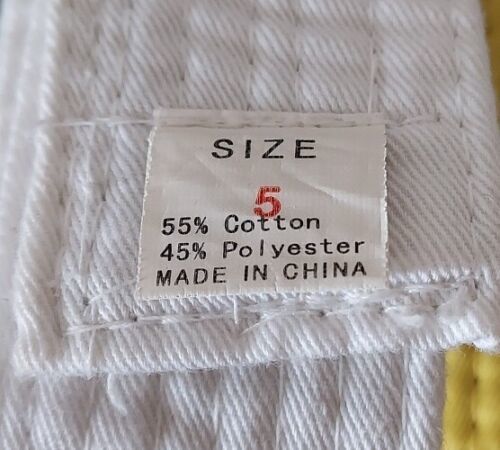 SIZE
5
55% Cotton
45% Polyester
MADE IN CHINA